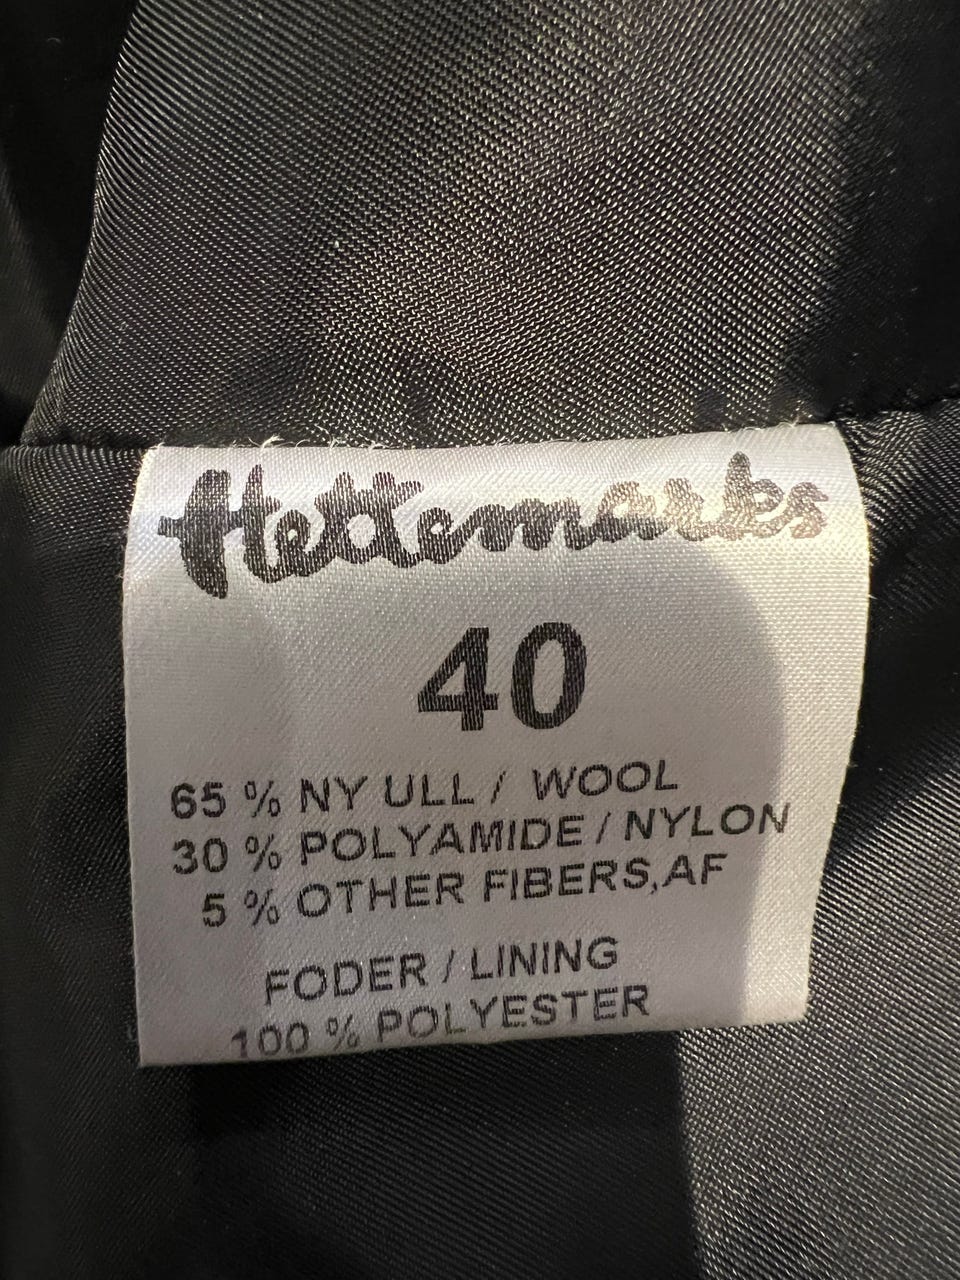 Hettemarks
40
65 % NY ULL / WOOL
30 % POLYAMIDE / NYLON
5 % OTHER FIBERS,AF
FODER / LINING
100 % POLYESTER